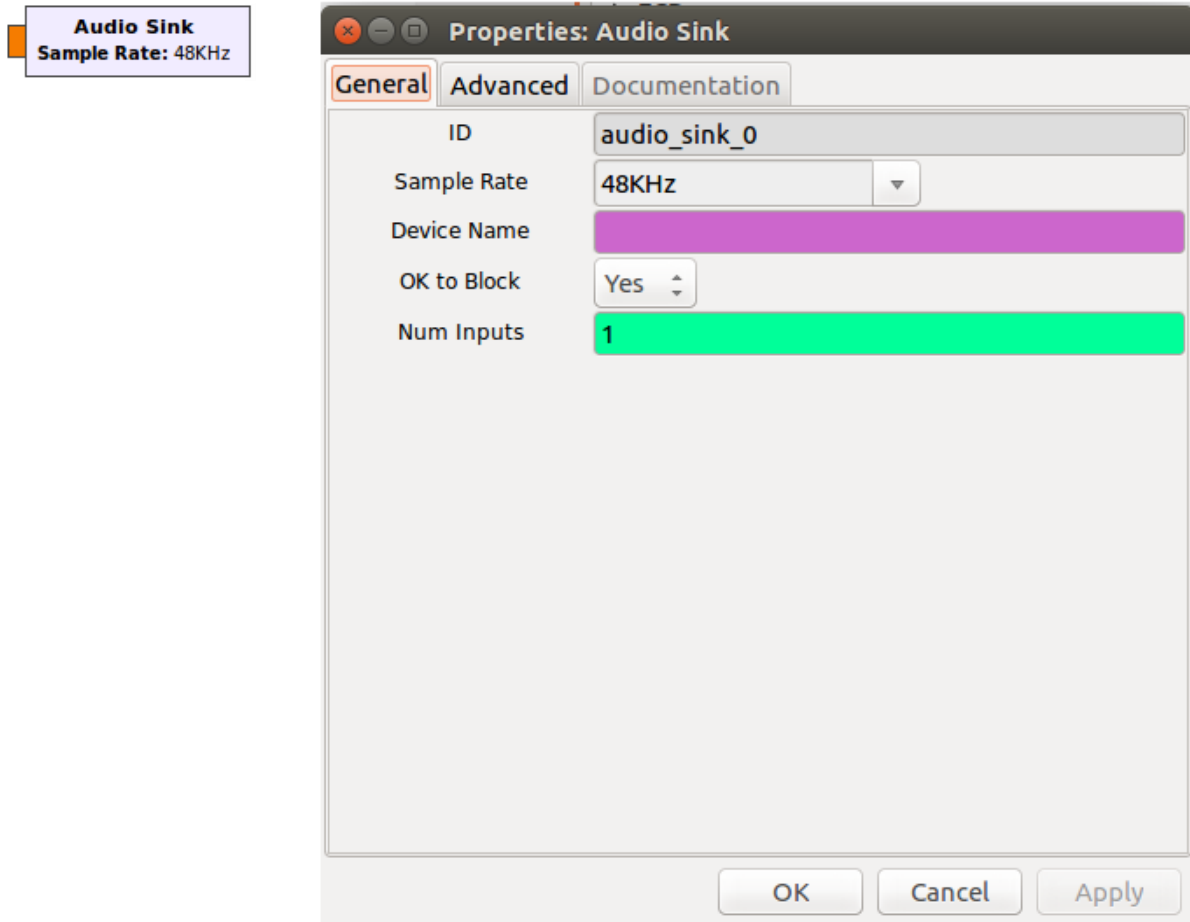 Audio Sink
Sample Rate: 48KHz
Properties: Audio Sink
General Advanced Documentation
ID audio_sink_0
Sample Rate 48KHz
Device Name
OK to Block Yes
Num Inputs 1
OK Cancel Apply